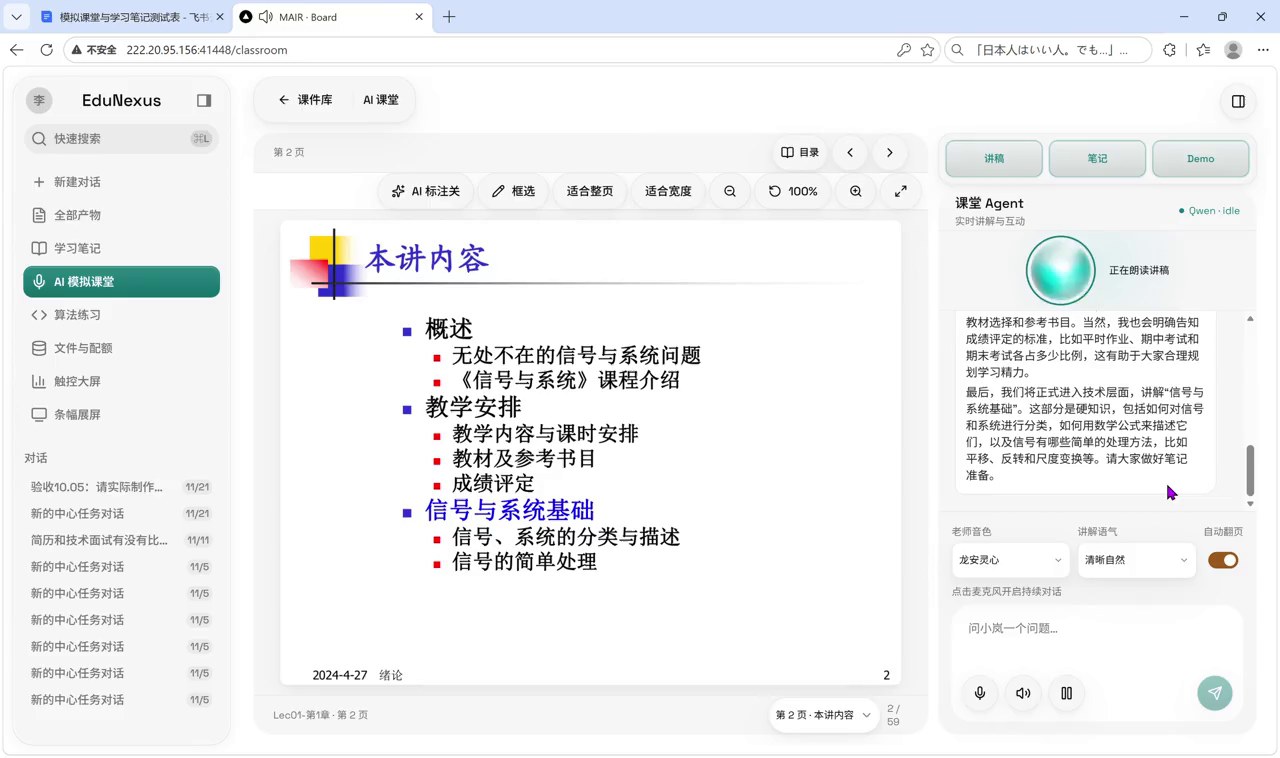 模拟课堂与学习笔记测试表 - 飞书
MAIR · Board
不安全 222.20.95.156:41448/classroom
「日本人はいい人。でも...」...
李 EduNexus
快速搜索 ⌘L
新建对话
全部产物
学习笔记
AI 模拟课堂
算法练习
文件与配额
触控大屏
条幅展屏
对话
验收10.05：请实际制作... 11/21
新的中心任务对话 11/21
简历和技术面试有没有比... 11/11
新的中心任务对话 11/5
新的中心任务对话 11/5
新的中心任务对话 11/5
新的中心任务对话 11/5
新的中心任务对话 11/5
新的中心任务对话 11/5
课件库 AI 课堂
第 2 页 目录
AI 标注关 框选 适合整页 适合宽度 100%
本讲内容
概述
无处不在的信号与系统问题
《信号与系统》课程介绍
教学安排
教学内容与课时安排
教材及参考书目
成绩评定
信号与系统基础
信号、系统的分类与描述
信号的简单处理
2024-4-27 绪论 2
Lec01-第1章 · 第 2 页
第 2 页 · 本讲内容
2 /
59
讲稿 笔记 Demo
课堂 Agent
实时讲解与互动
Qwen · idle
正在朗读讲稿
教材选择和参考书目。当然，我也会明确告知
成绩评定的标准，比如平时作业、期中考试和
期末考试各占多少比例，这有助于大家合理规
划学习精力。
最后，我们将正式进入技术层面，讲解“信号与
系统基础”。这部分是硬知识，包括如何对信号
和系统进行分类，如何用数学公式来描述它
们，以及信号有哪些简单的处理方法，比如
平移、反转和尺度变换等。请大家做好笔记
准备。
老师音色 讲解语气 自动翻页
龙安灵心 清晰自然
点击麦克风开启持续对话
问小岚一个问题...